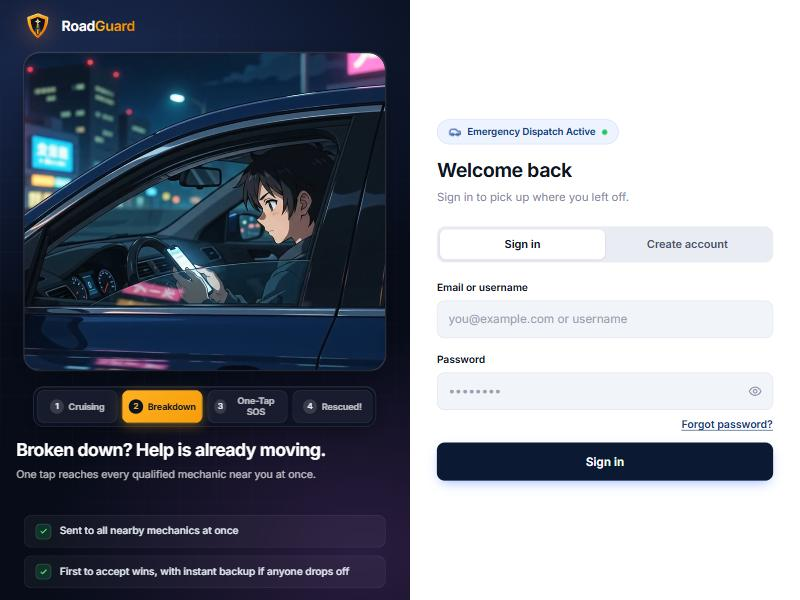 RoadGuard
1 Cruising
2 Breakdown
3 One-Tap SOS
4 Rescued!
Broken down? Help is already moving.
One tap reaches every qualified mechanic near you at once.
Sent to all nearby mechanics at once
First to accept wins, with instant backup if anyone drops off
Emergency Dispatch Active
Welcome back
Sign in to pick up where you left off.
Sign in
Create account
Email or username
you@example.com or username
Password
Forgot password?
Sign in